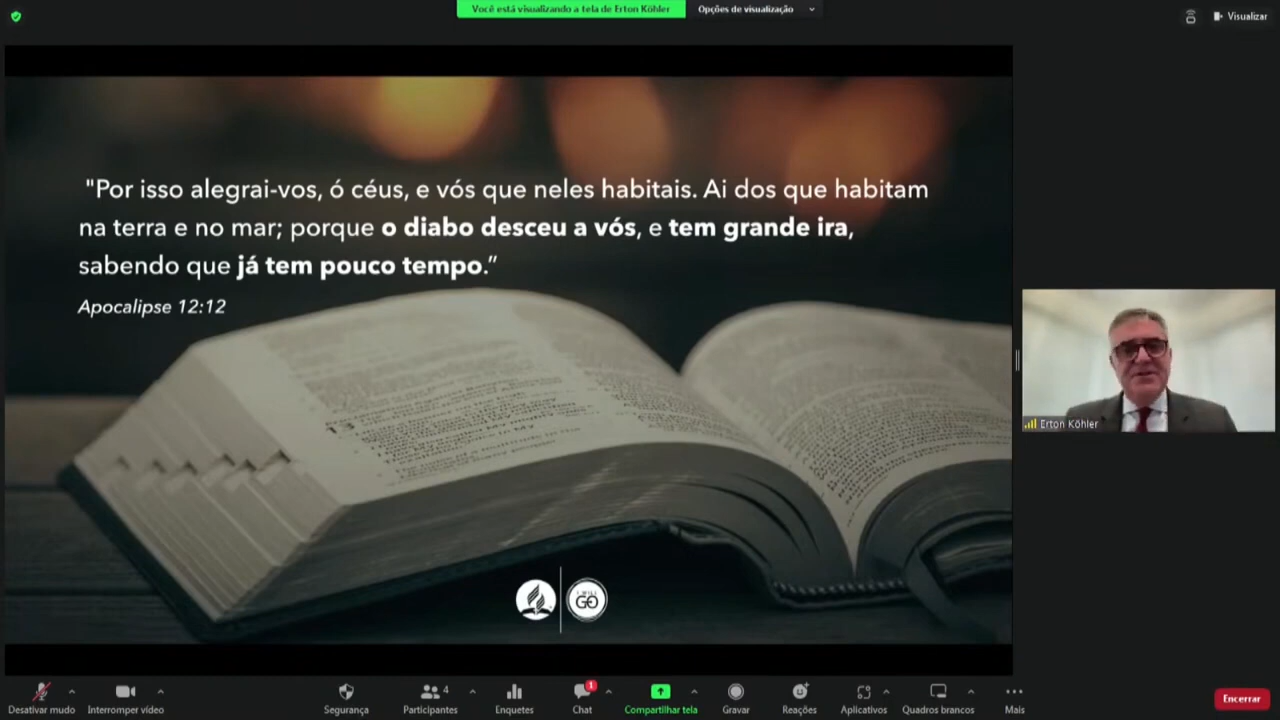 Você está visualizando a tela de Erton Köhler
Opções de visualização
Visualizar
"Por isso alegrai-vos, ó céus, e vós que neles habitais. Ai dos que habitam
na terra e no mar; porque o diabo desceu a vós, e tem grande ira,
sabendo que já tem pouco tempo.”
Apocalipse 12:12
13
I WILL
GO
Erton Köhler
Desativar mudo
Interromper vídeo
Segurança
4
Participantes
Enquetes
1
Chat
Compartilhar tela
Gravar
Reações
Aplicativos
Quadros brancos
Mais
Encerrar